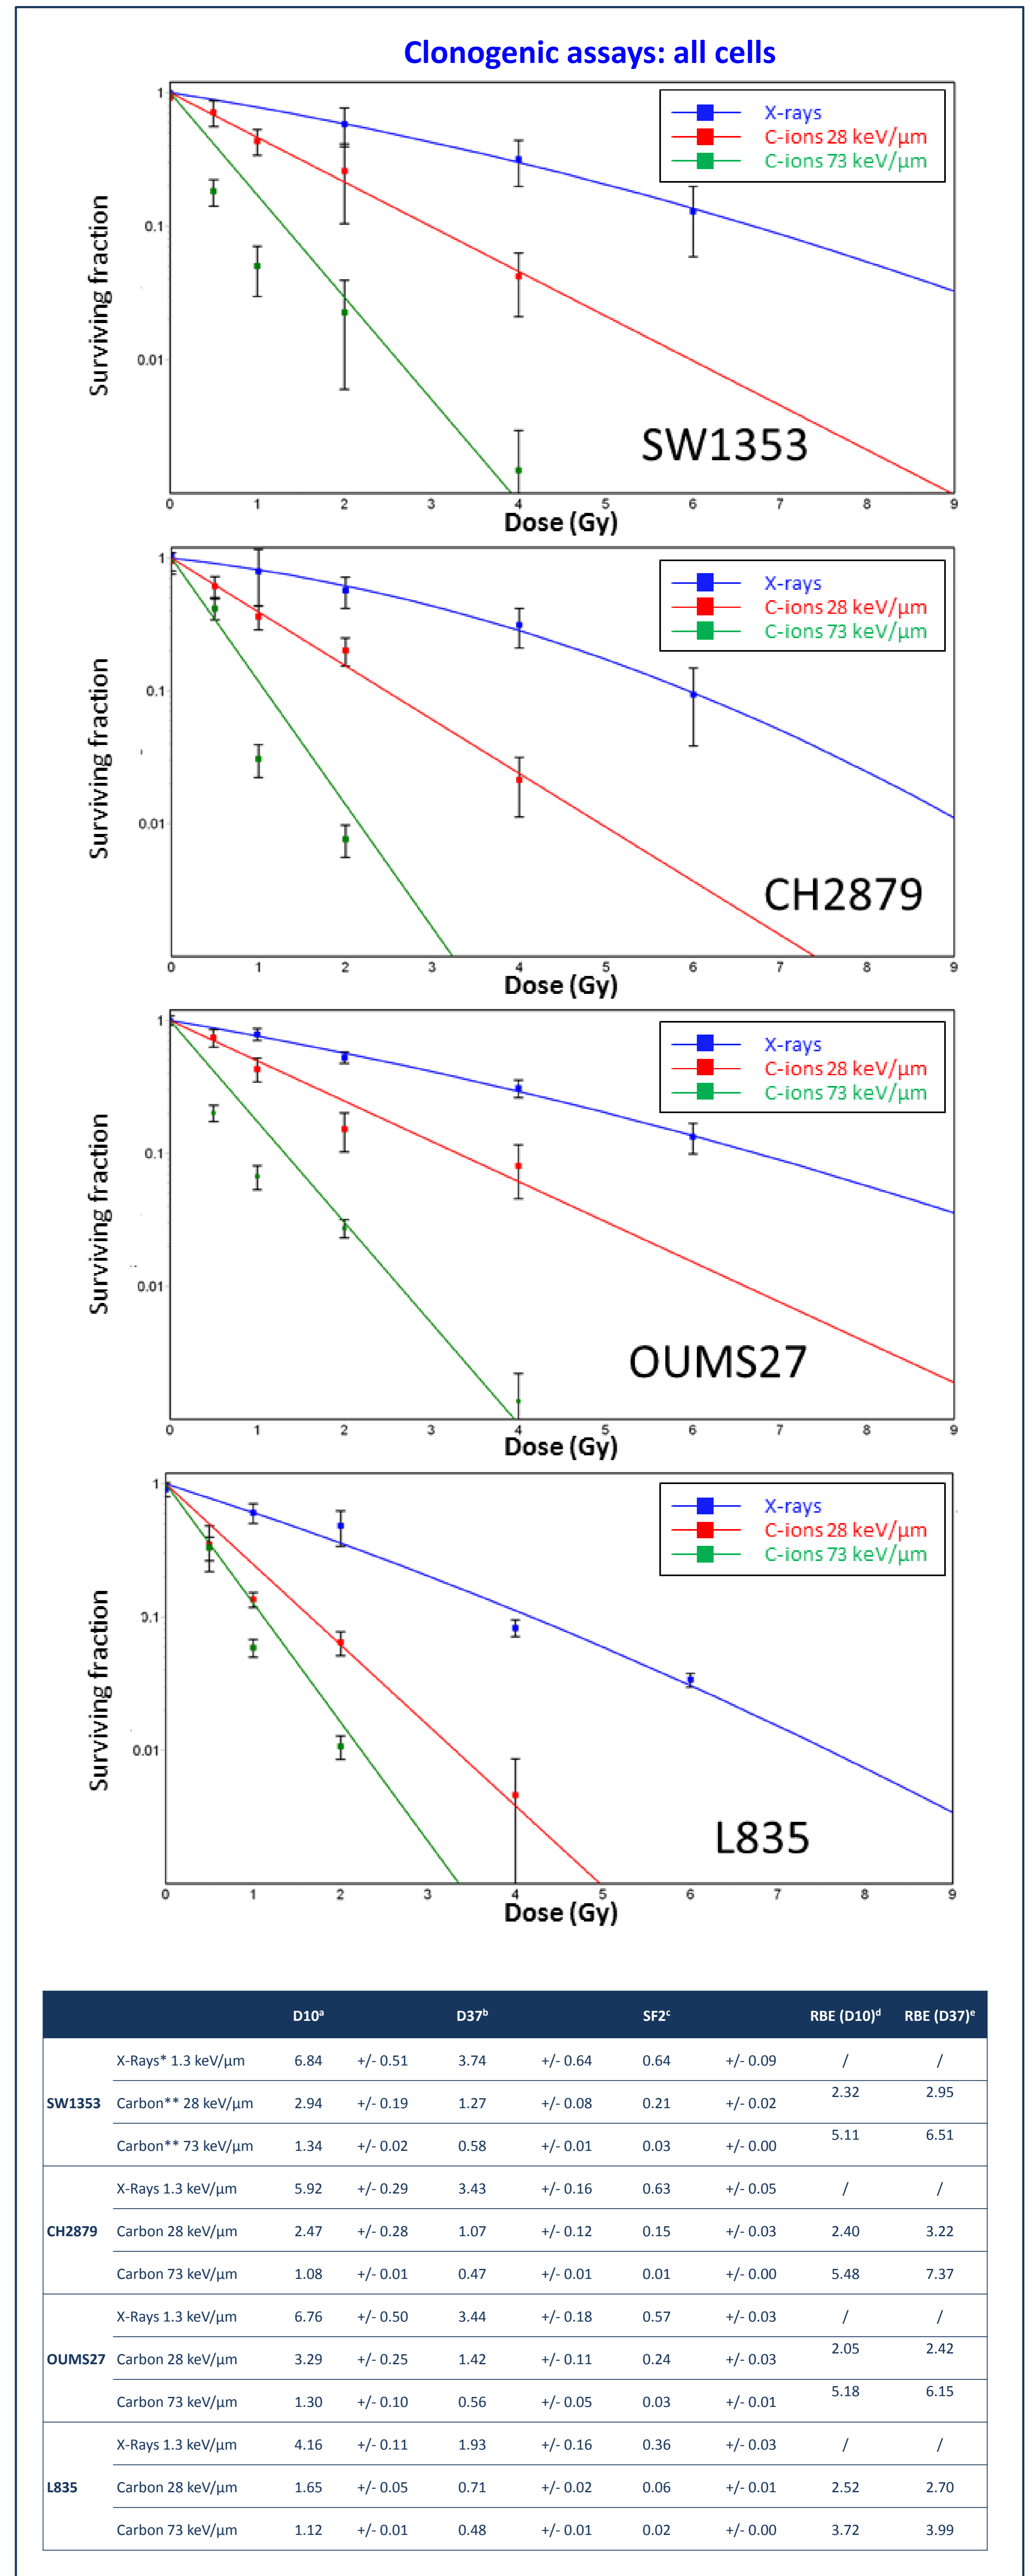 Clonogenic assays: all cells
Surviving fraction
1
0.1
0.01
X-rays
C-ions 28 keV/µm
C-ions 73 keV/µm
SW1353
0 1 2 3 4 5 6 7 8 9
Dose (Gy)
Surviving fraction
1
0.1
0.01
X-rays
C-ions 28 keV/µm
C-ions 73 keV/µm
CH2879
0 1 2 3 4 5 6 7 8 9
Dose (Gy)
Surviving fraction
1
0.1
0.01
X-rays
C-ions 28 keV/µm
C-ions 73 keV/µm
OUMS27
0 1 2 3 4 5 6 7 8 9
Dose (Gy)
Surviving fraction
1
0.1
0.01
X-rays
C-ions 28 keV/µm
C-ions 73 keV/µm
L835
0 1 2 3 4 5 6 7 8 9
Dose (Gy)
D10ᵃ D37ᵇ SF2ᶜ RBE (D10)ᵈ RBE (D37)ᵉ
X-Rays* 1.3 keV/µm 6.84 +/- 0.51 3.74 +/- 0.64 0.64 +/- 0.09 / /
SW1353 Carbon** 28 keV/µm 2.94 +/- 0.19 1.27 +/- 0.08 0.21 +/- 0.02 2.32 2.95
Carbon** 73 keV/µm 1.34 +/- 0.02 0.58 +/- 0.01 0.03 +/- 0.00 5.11 6.51
X-Rays 1.3 keV/µm 5.92 +/- 0.29 3.43 +/- 0.16 0.63 +/- 0.05 / /
CH2879 Carbon 28 keV/µm 2.47 +/- 0.28 1.07 +/- 0.12 0.15 +/- 0.03 2.40 3.22
Carbon 73 keV/µm 1.08 +/- 0.01 0.47 +/- 0.01 0.01 +/- 0.00 5.48 7.37
X-Rays 1.3 keV/µm 6.76 +/- 0.50 3.44 +/- 0.18 0.57 +/- 0.03 / /
OUMS27 Carbon 28 keV/µm 3.29 +/- 0.25 1.42 +/- 0.11 0.24 +/- 0.03 2.05 2.42
Carbon 73 keV/µm 1.30 +/- 0.10 0.56 +/- 0.05 0.03 +/- 0.01 5.18 6.15
X-Rays 1.3 keV/µm 4.16 +/- 0.11 1.93 +/- 0.16 0.36 +/- 0.03 / /
L835 Carbon 28 keV/µm 1.65 +/- 0.05 0.71 +/- 0.02 0.06 +/- 0.01 2.52 2.70
Carbon 73 keV/µm 1.12 +/- 0.01 0.48 +/- 0.01 0.02 +/- 0.00 3.72 3.99